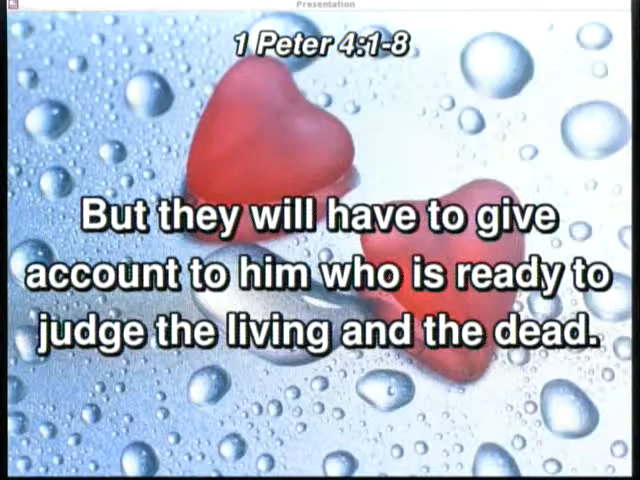 Presentation
1 Peter 4:1-8
But they will have to give
account to him who is ready to
judge the living and the dead.